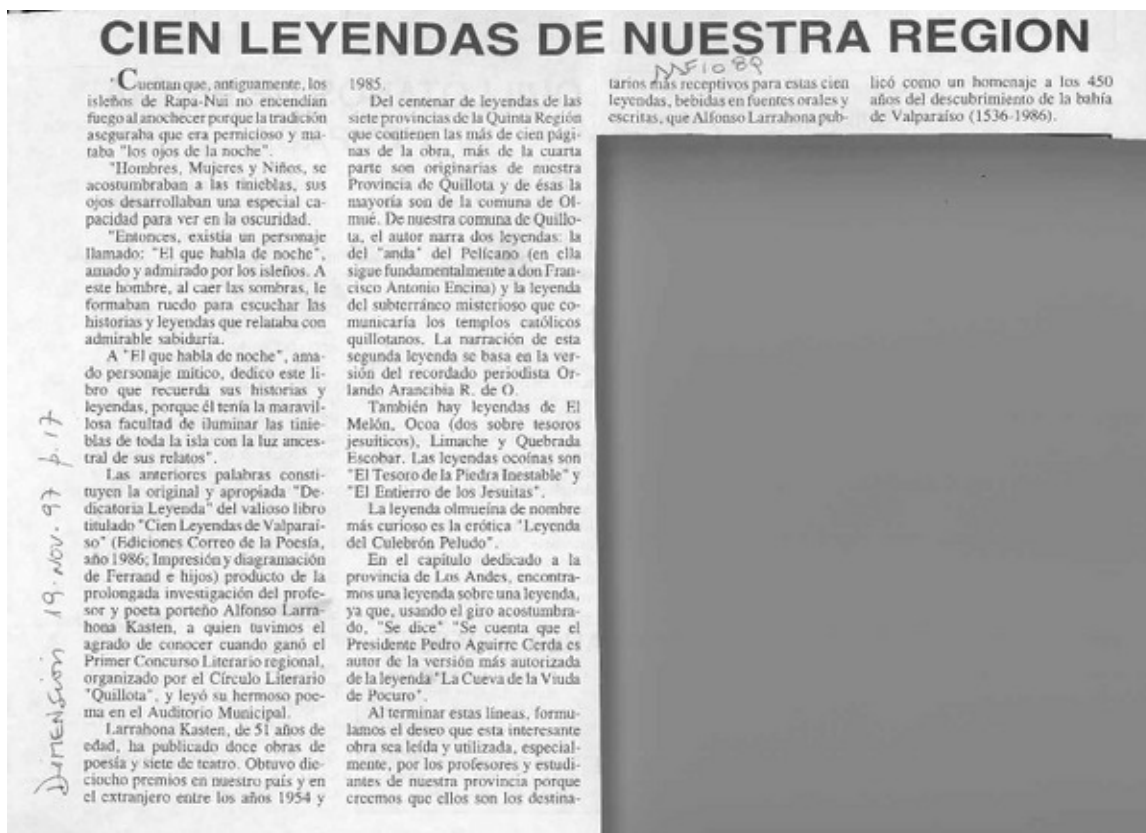 CIEN LEYENDAS DE NUESTRA REGION
"Cuentan que, antiguamente, los
isleños de Rapa-Nui no encendían
fuego al anochecer porque la tradición
aseguraba que era pernicioso y ma-
taba "los ojos de la noche".
"Hombres, Mujeres y Niños, se
acostumbraban a las tinieblas, sus
ojos desarrollaban una especial ca-
pacidad para ver en la oscuridad.
"Entonces, existía un personaje
llamado: "El que habla de noche",
amado y admirado por los isleños. A
este hombre, al caer las sombras, le
formaban ruedo para escuchar las
historias y leyendas que relataba con
admirable sabiduría.
A "El que habla de noche", ama-
do personaje mítico, dedico este li-
bro que recuerda sus historias y
leyendas, porque él tenía la maravil-
losa facultad de iluminar las tinie-
blas de toda la isla con la luz ances-
tral de sus relatos".
Las anteriores palabras consti-
tuyen la original y apropiada "De-
dicatoria Leyenda" del valioso libro
titulado "Cien Leyendas de Valparaí-
so" (Ediciones Correo de la Poesía,
año 1986; Impresión y diagramación
de Ferrand e hijos) producto de la
prolongada investigación del profe-
sor y poeta porteño Alfonso Larra-
hona Kasten, a quien tuvimos el
agrado de conocer cuando ganó el
Primer Concurso Literario regional,
organizado por el Círculo Literario
"Quillota", y leyó su hermoso poe-
ma en el Auditorio Municipal.
Larrahona Kasten, de 51 años de
edad, ha publicado doce obras de
poesía y siete de teatro. Obtuvo die-
ciocho premios en nuestro país y en
el extranjero entre los años 1954 y
1985.
Del centenar de leyendas de las
siete provincias de la Quinta Región
que contienen las más de cien pági-
nas de la obra, más de la cuarta
parte son originarias de nuestra
Provincia de Quillota y de ésas la
mayoría son de la comuna de Ol-
mué. De nuestra comuna de Quillo-
ta, el autor narra dos leyendas: la
del "anda" del Pelícano (en ella
sigue fundamentalmente a don Fran-
cisco Antonio Encina) y la leyenda
del subterráneo misterioso que co-
municaría los templos católicos
quillotanos. La narración de esta
segunda leyenda se basa en la ver-
sión del recordado periodista Or-
lando Arancibia R. de O.
También hay leyendas de El
Melón, Ocoa (dos sobre tesoros
jesuíticos), Limache y Quebrada
Escobar. Las leyendas ocoínas son
"El Tesoro de la Piedra Inestable" y
"El Entierro de los Jesuitas".
La leyenda olmueína de nombre
más curioso es la erótica "Leyenda
del Culebrón Peludo".
En el capítulo dedicado a la
provincia de Los Andes, encontra-
mos una leyenda sobre una leyenda,
ya que, usando el giro acostumbra-
do, "Se dice" "Se cuenta que el
Presidente Pedro Aguirre Cerda es
autor de la versión más autorizada
de la leyenda "La Cueva de la Viuda
de Pocuro".
Al terminar estas líneas, formu-
lamos el deseo que esta interesante
obra sea leída y utilizada, especial-
mente, por los profesores y estudi-
antes de nuestra provincia porque
creemos que ellos son los destina-
tarios más receptivos para estas cien
leyendas, bebidas en fuentes orales y
escritas, que Alfonso Larrahona pub-
licó como un homenaje a los 450
años del descubrimiento de la bahía
de Valparaíso (1536-1986).
Dimensión 19. Nov. 97 p. 17